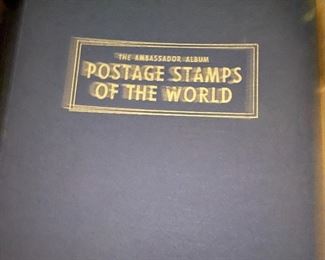 THE AMBASSADOR ALBUM
POSTAGE STAMPS
OF THE WORLD